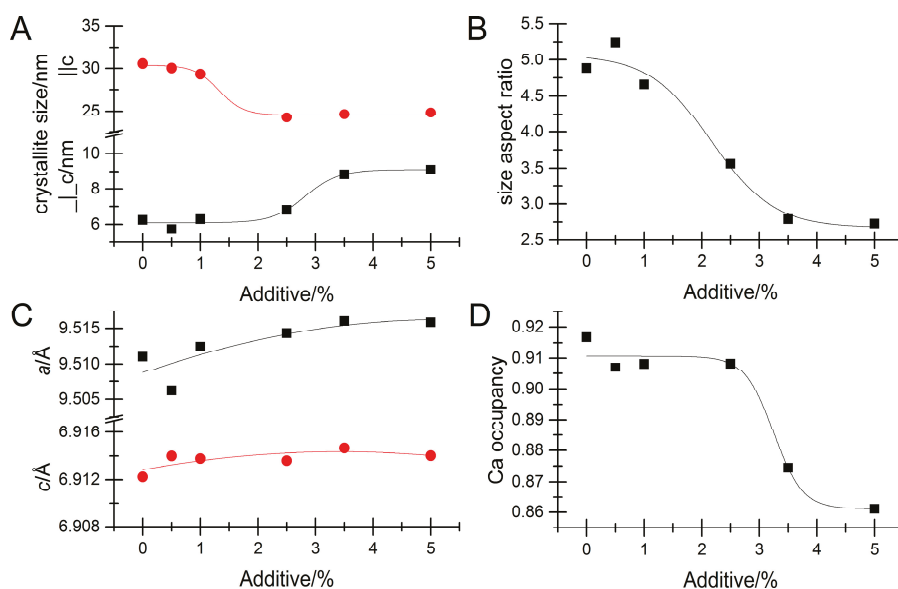 A
crystallite size/nm
_|_c/nm ||c
35
30
25
10
8
6
0 1 2 3 4 5
Additive/%
B
size aspect ratio
5.5
5.0
4.5
4.0
3.5
3.0
2.5
0 1 2 3 4 5
Additive/%
C
a/Å
9.515
9.510
9.505
c/Å
6.916
6.912
6.908
0 1 2 3 4 5
Additive/%
D
Ca occupancy
0.92
0.91
0.90
0.89
0.88
0.87
0.86
0 1 2 3 4 5
Additive/%